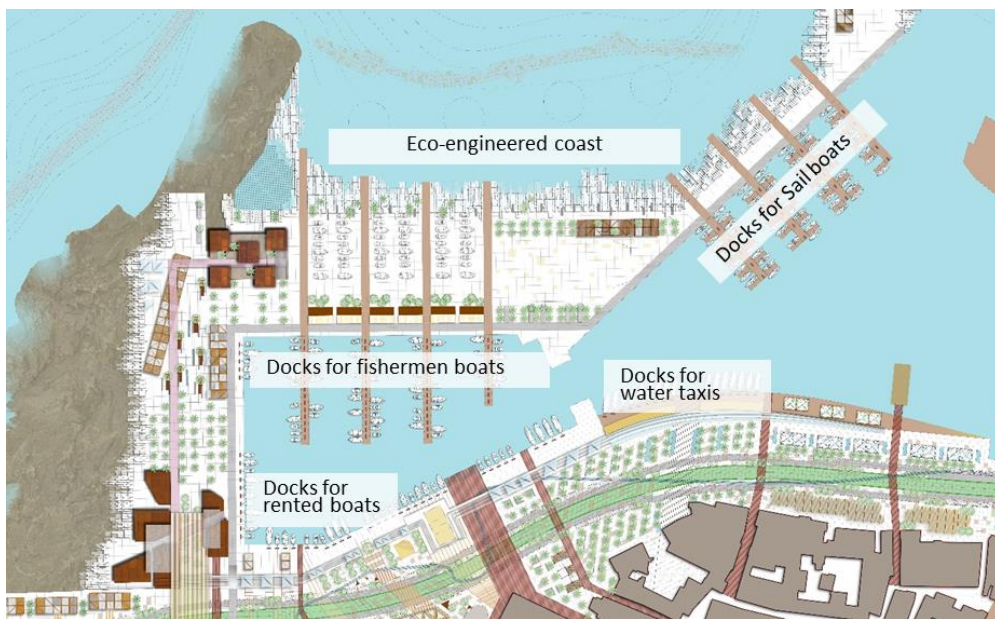 Eco-engineered coast
Docks for Sail boats
Docks for fishermen boats
Docks for
water taxis
Docks for
rented boats